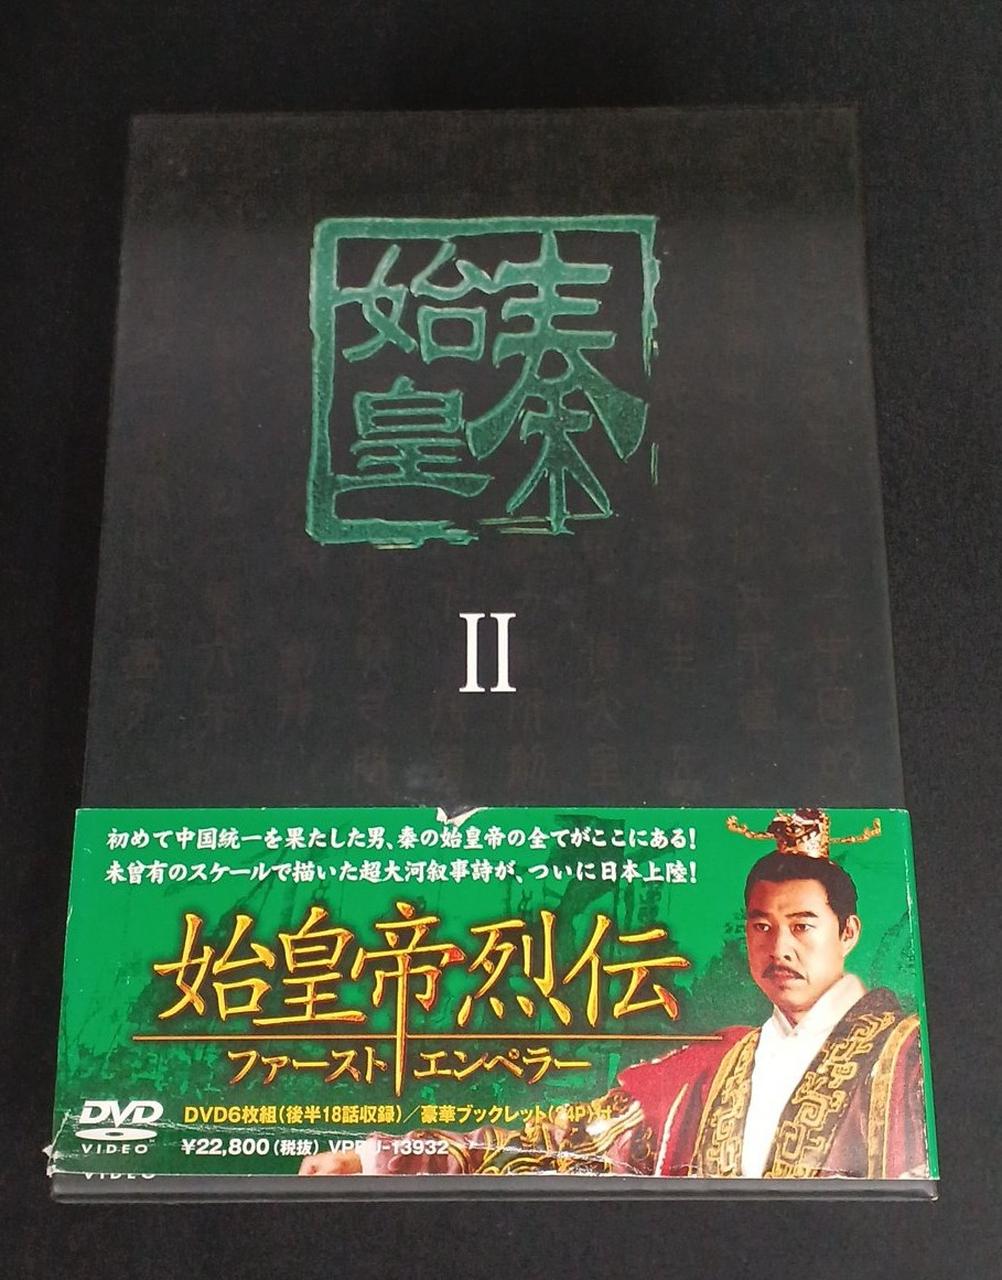 秦始皇
II
初めて中国統一を果たした男、秦の始皇帝の全てがここにある!
未曾有のスケールで描いた超大河叙事詩が、ついに日本上陸!
始皇帝烈伝
ファースト エンペラー
DVD VIDEO
DVD6枚組(後半18話収録)/豪華ブックレット
¥22,800(税抜) 13932
VIDEO